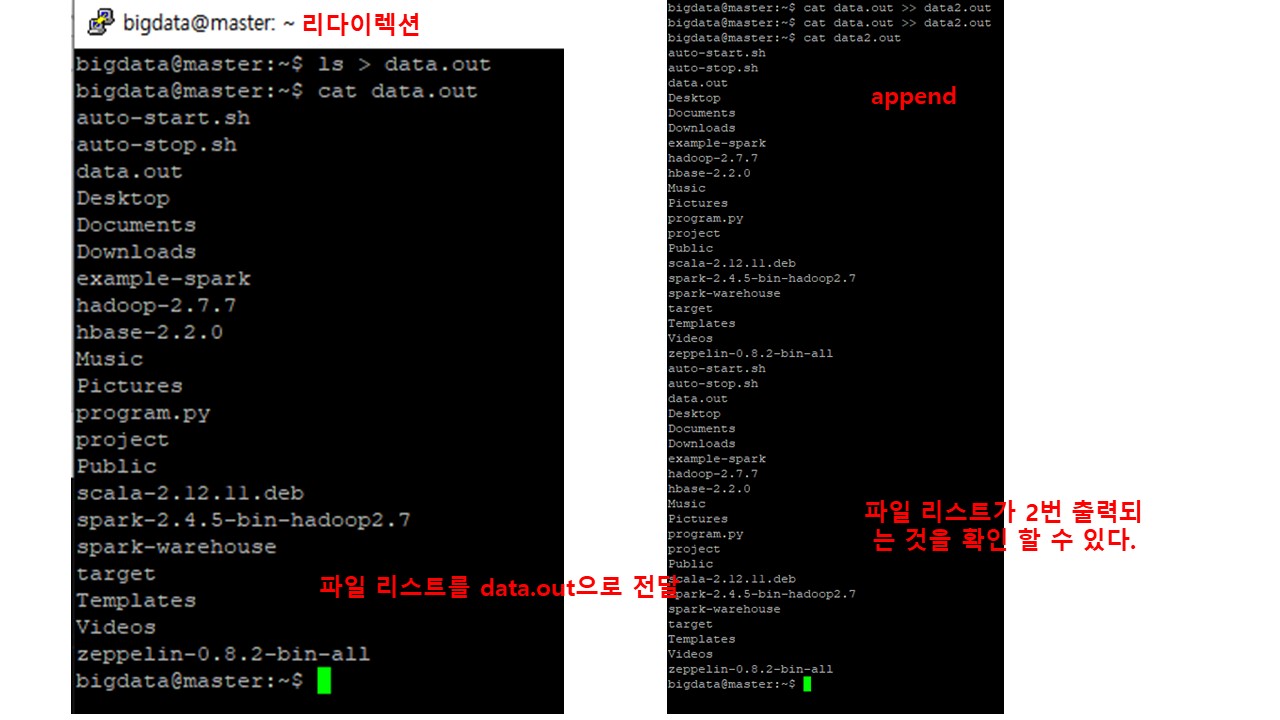 bigdata@master: ~ 리다이렉션
bigdata@master:~$ ls > data.out
bigdata@master:~$ cat data.out
auto-start.sh
auto-stop.sh
data.out
Desktop
Documents
Downloads
example-spark
hadoop-2.7.7
hbase-2.2.0
Music
Pictures
program.py
project
Public
scala-2.12.11.deb
spark-2.4.5-bin-hadoop2.7
spark-warehouse
target
Templates
Videos
zeppelin-0.8.2-bin-all
bigdata@master:~$
파일 리스트를 data.out으로 전달
bigdata@master:~$ cat data.out >> data2.out
bigdata@master:~$ cat data.out >> data2.out
bigdata@master:~$ cat data2.out
auto-start.sh
auto-stop.sh
data.out
Desktop
Documents
Downloads
example-spark
hadoop-2.7.7
hbase-2.2.0
Music
Pictures
program.py
project
Public
scala-2.12.11.deb
spark-2.4.5-bin-hadoop2.7
spark-warehouse
target
Templates
Videos
zeppelin-0.8.2-bin-all
auto-start.sh
auto-stop.sh
data.out
Desktop
Documents
Downloads
example-spark
hadoop-2.7.7
hbase-2.2.0
Music
Pictures
program.py
project
Public
scala-2.12.11.deb
spark-2.4.5-bin-hadoop2.7
spark-warehouse
target
Templates
Videos
zeppelin-0.8.2-bin-all
bigdata@master:~$
append
파일 리스트가 2번 출력되
는 것을 확인 할 수 있다.